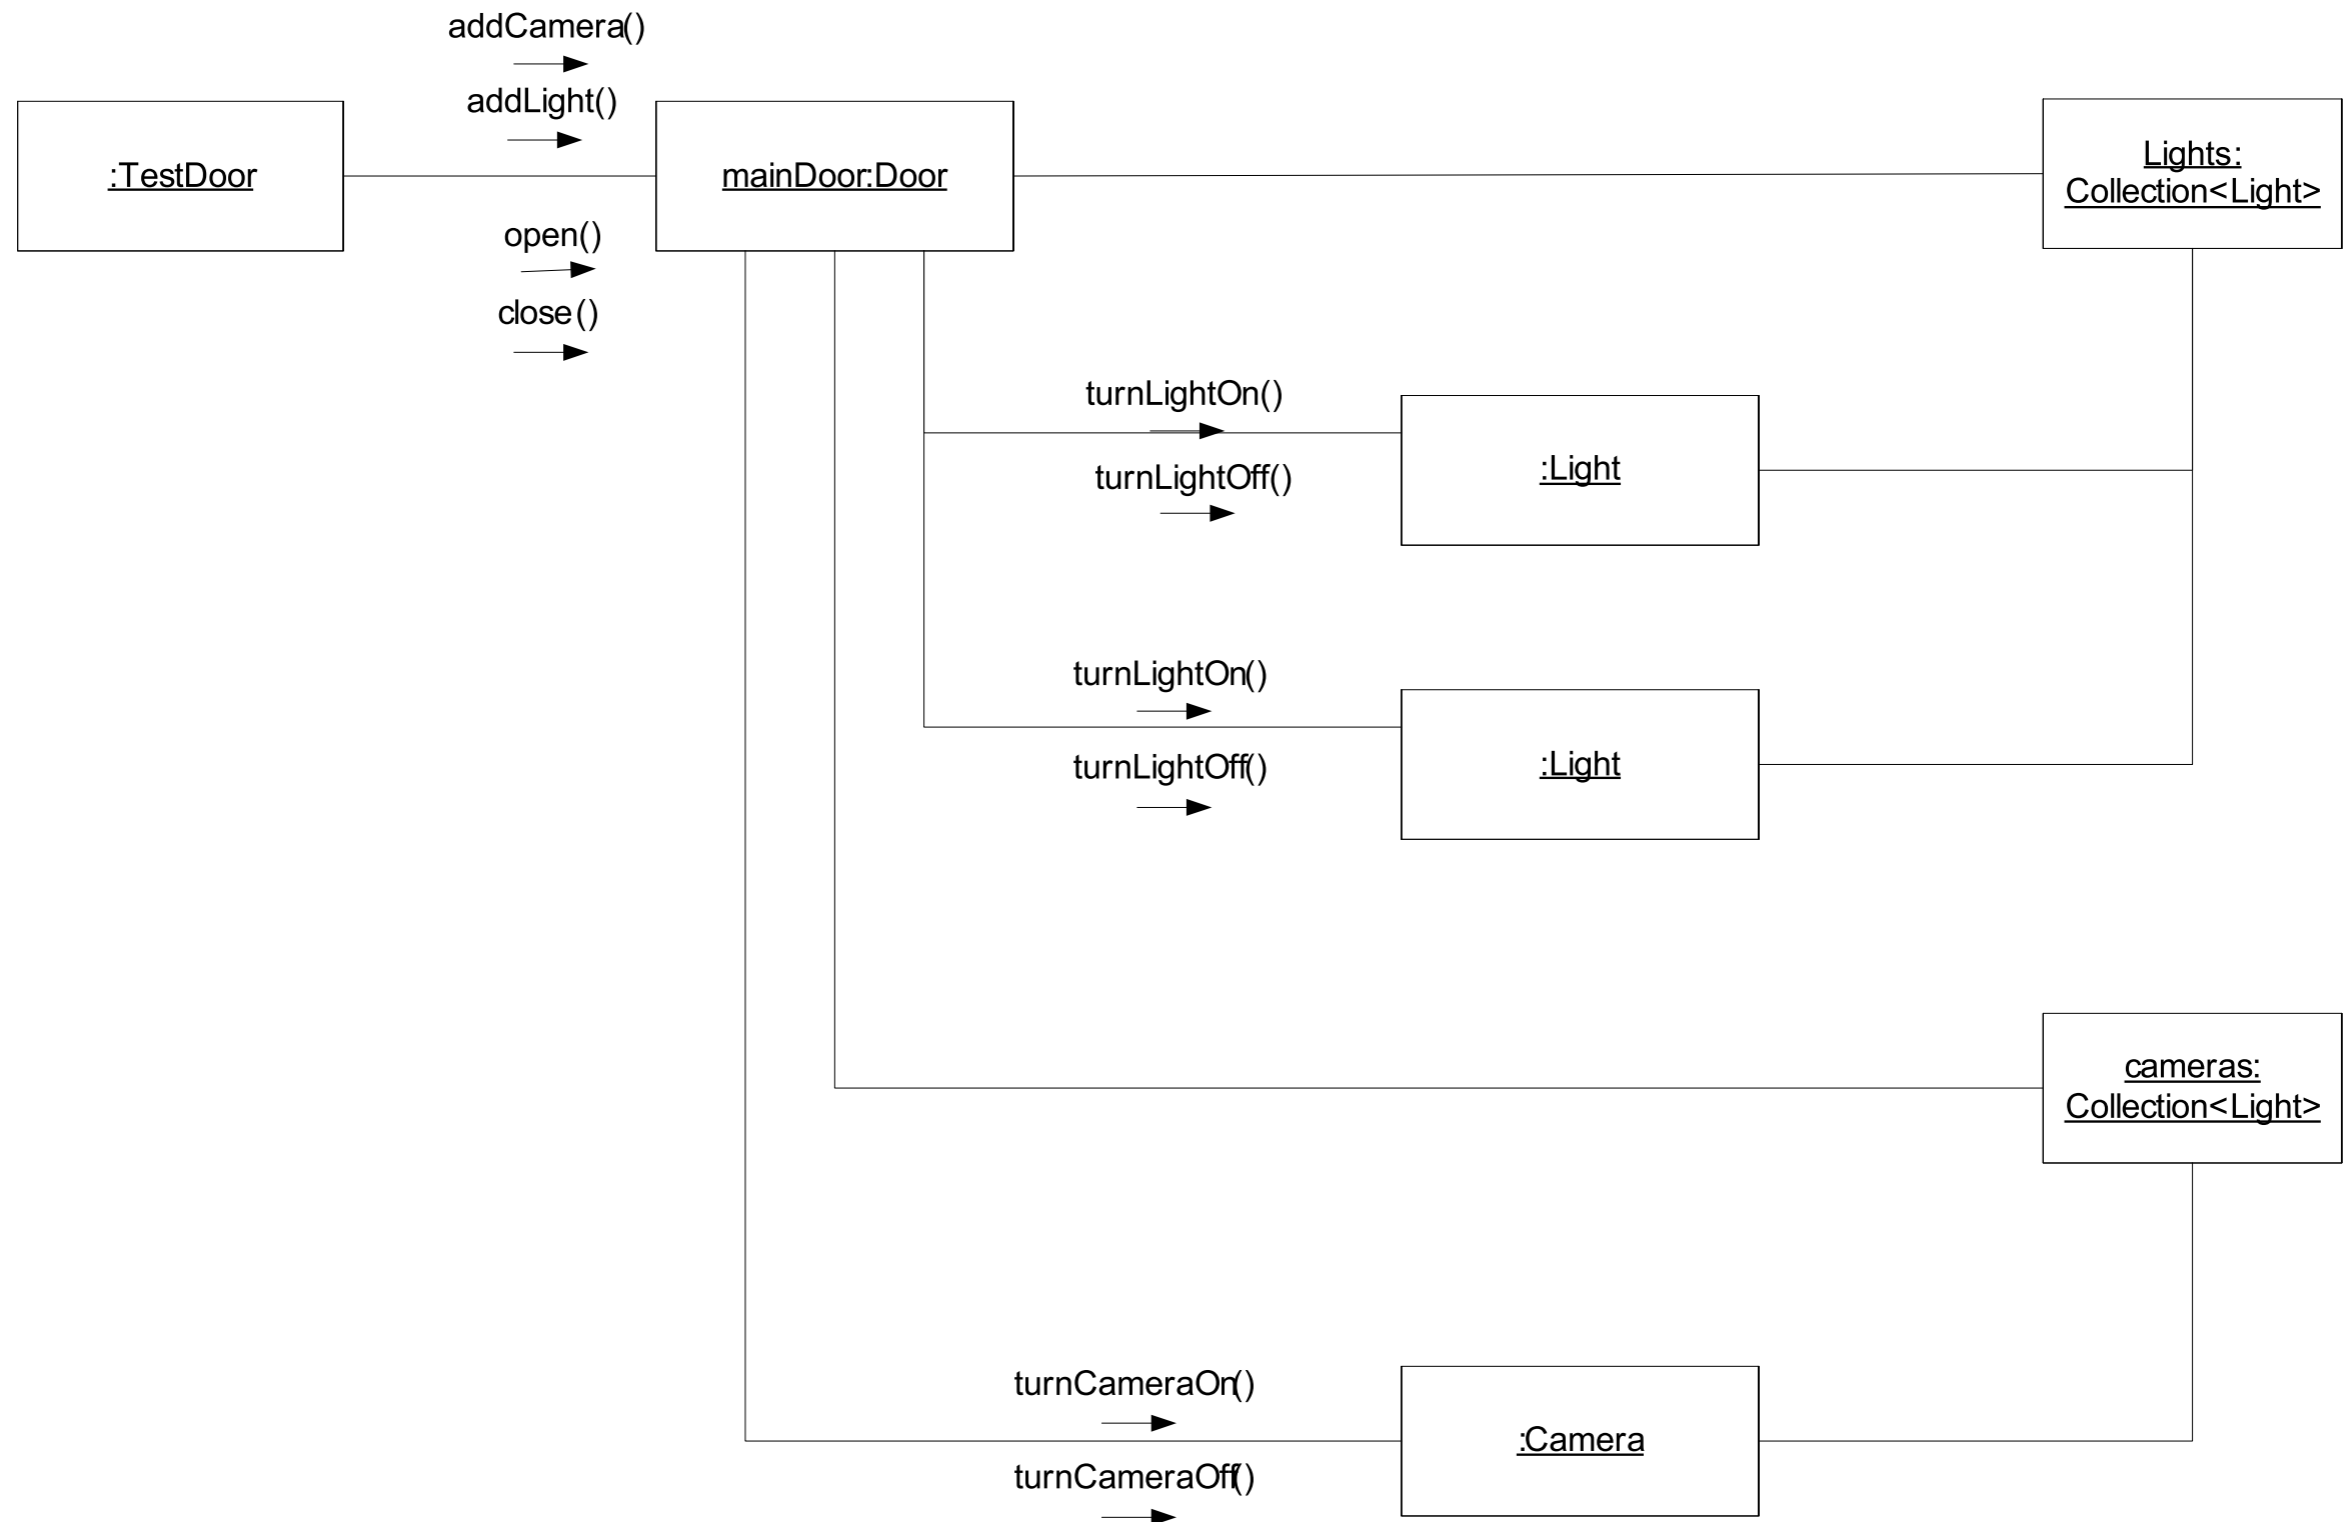 addCamera()
addLight()
:TestDoor
mainDoor:Door
Lights:
Collection<Light>
open()
close()
turnLightOn()
:Light
turnLightOff()
turnLightOn()
:Light
turnLightOff()
cameras:
Collection<Light>
turnCameraOn()
:Camera
turnCameraOff()